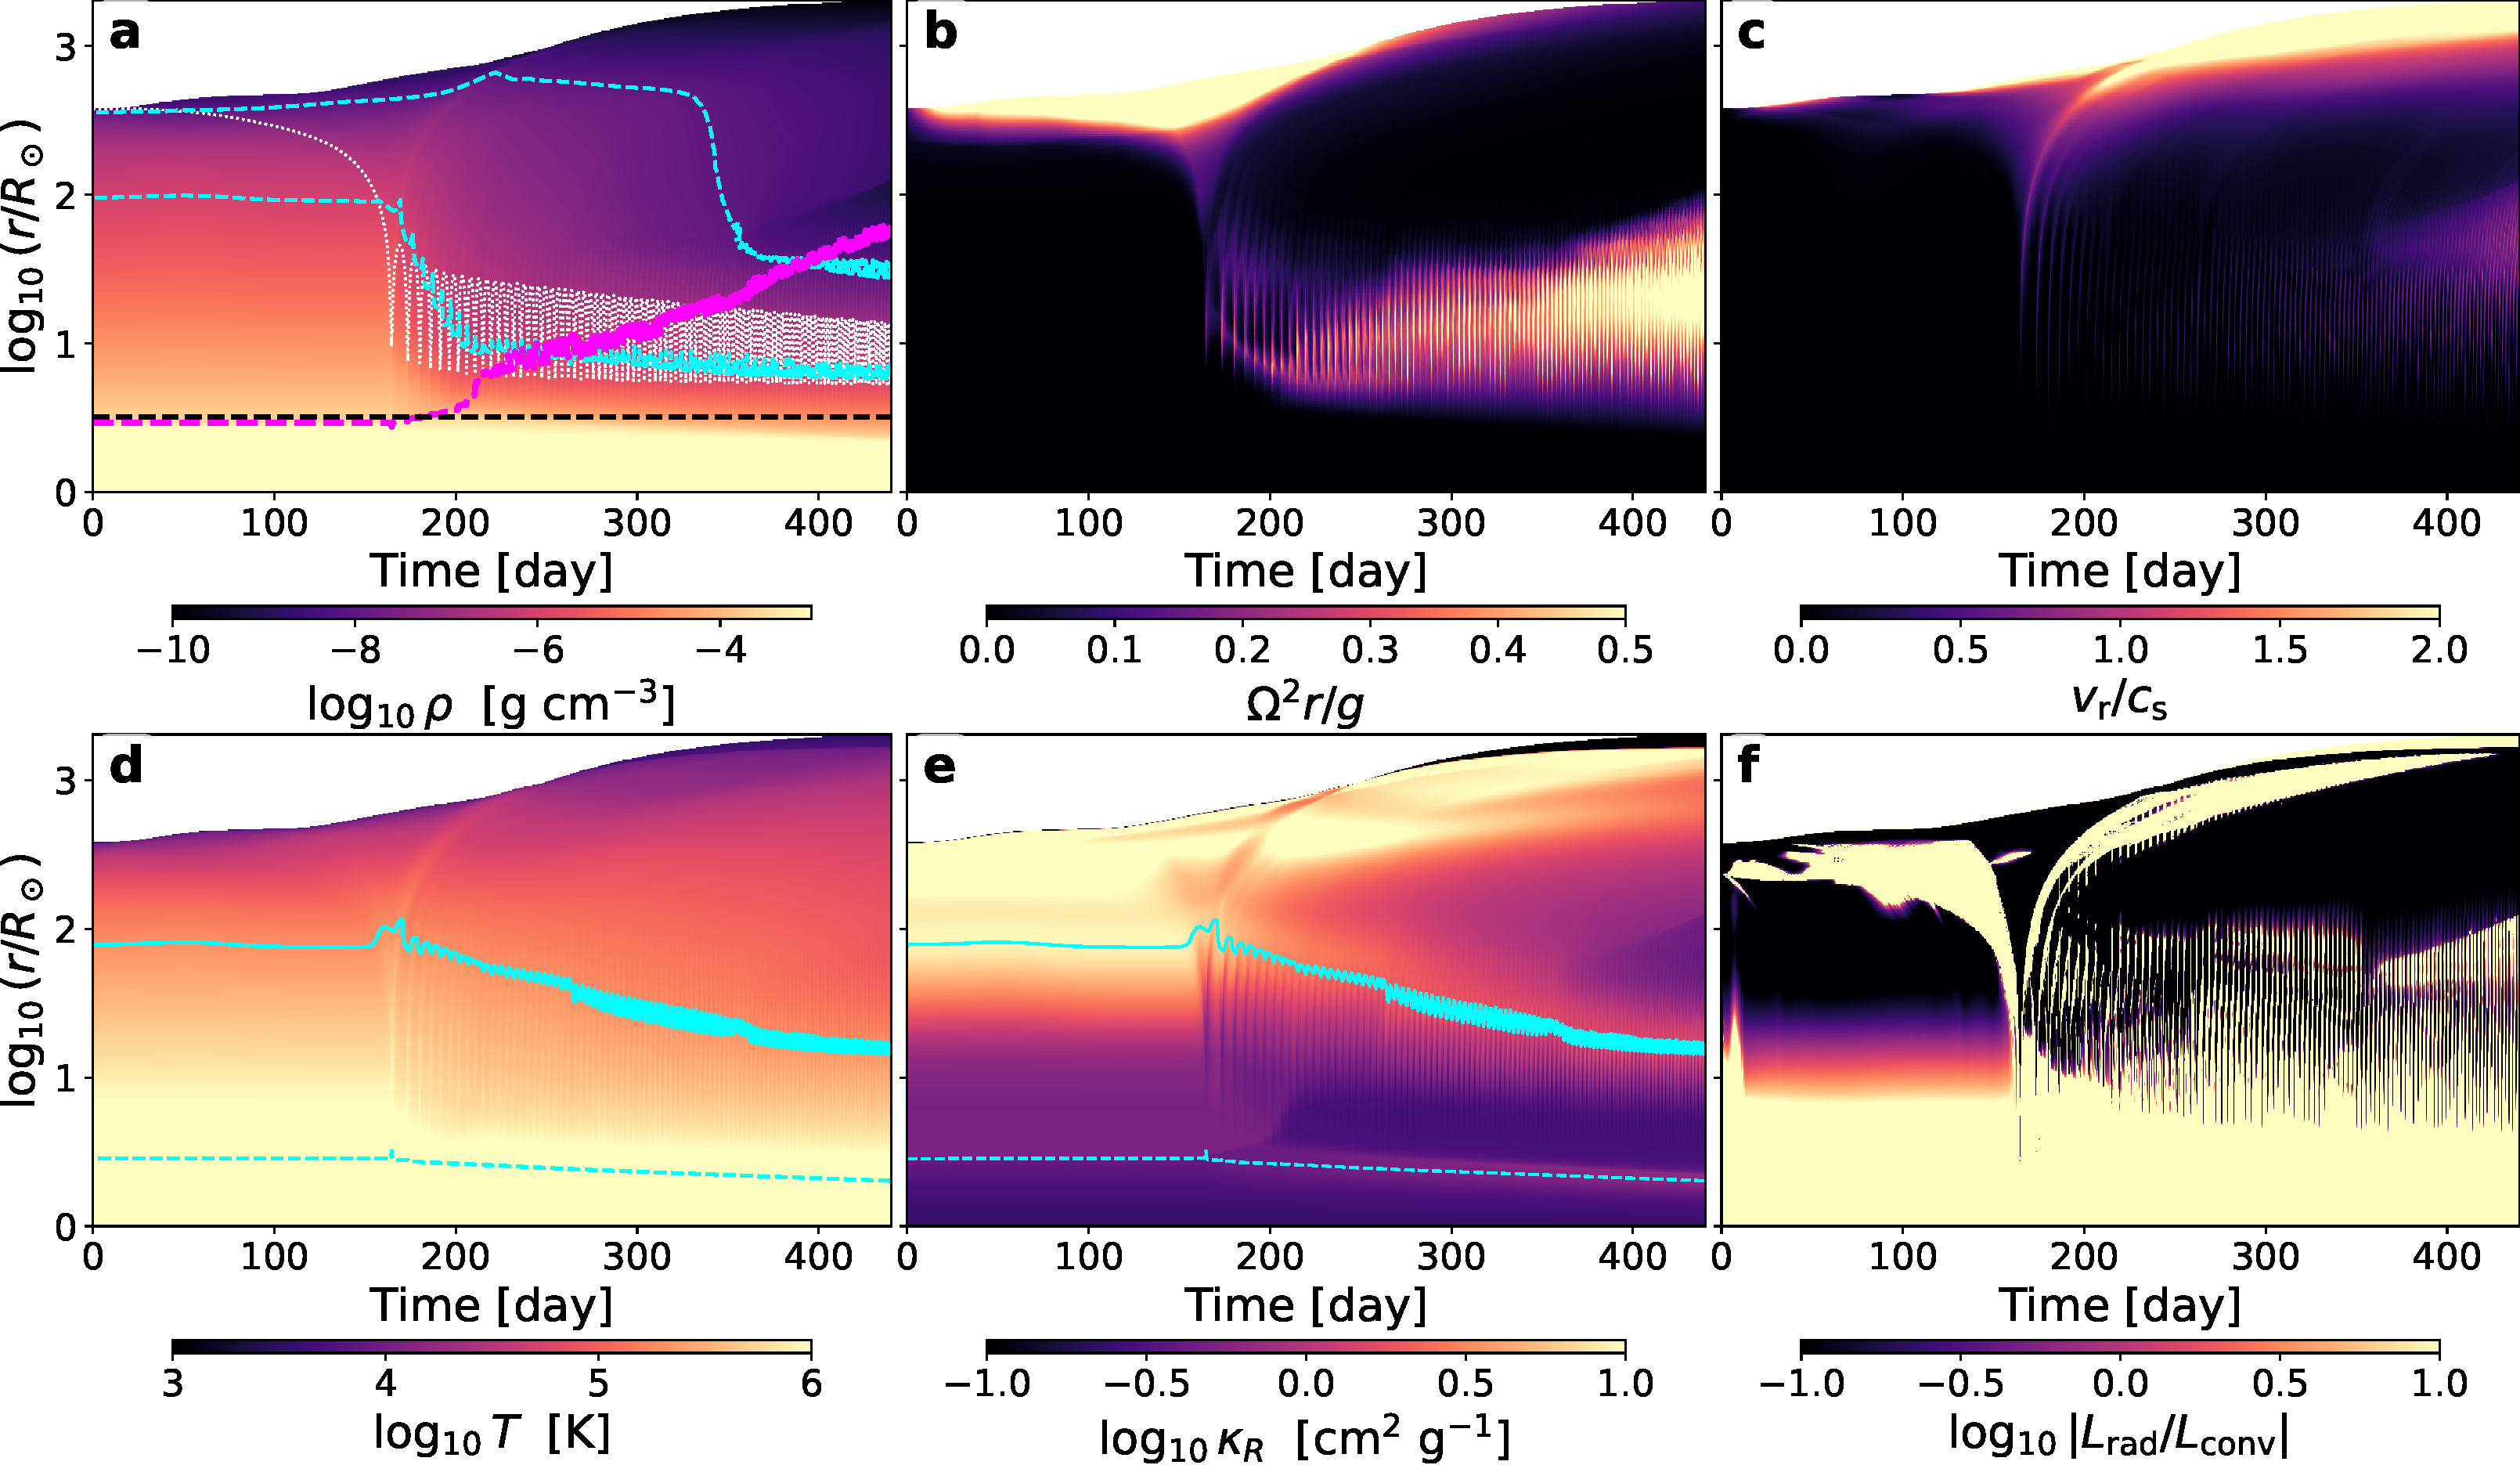 a b c
log₁₀ (r/R⊙)
3
2
1
0
0 100 200 300 400 0 100 200 300 400 0 100 200 300 400
Time [day] Time [day] Time [day]
−10 −8 −6 −4 0.0 0.1 0.2 0.3 0.4 0.5 0.0 0.5 1.0 1.5 2.0
log₁₀ ρ [g cm⁻³] Ω²r/g vᵣ/cₛ
d e f
log₁₀ (r/R⊙)
3
2
1
0
0 100 200 300 400 0 100 200 300 400 0 100 200 300 400
Time [day] Time [day] Time [day]
3 4 5 6 −1.0 −0.5 0.0 0.5 1.0 −1.0 −0.5 0.0 0.5 1.0
log₁₀ T [K] log₁₀ κ_R [cm² g⁻¹] log₁₀ |L_rad/L_conv|